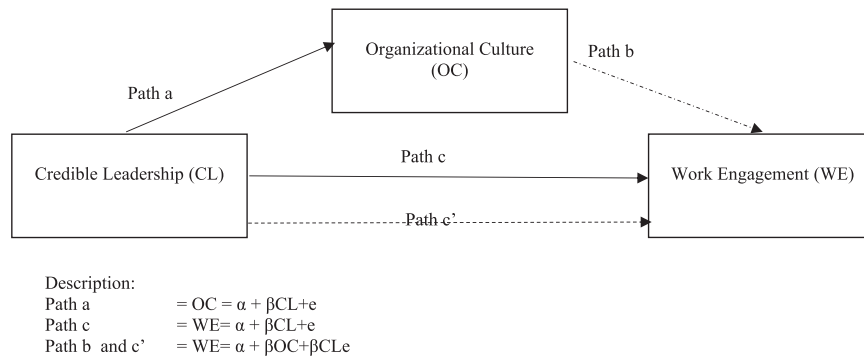 Organizational Culture
(OC)
Path b
Path a
Credible Leadership (CL)
Path c
Work Engagement (WE)
Path c’
Description:
Path a = OC = α + βCL+e
Path c = WE= α + βCL+e
Path b and c’ = WE= α + βOC+βCLe